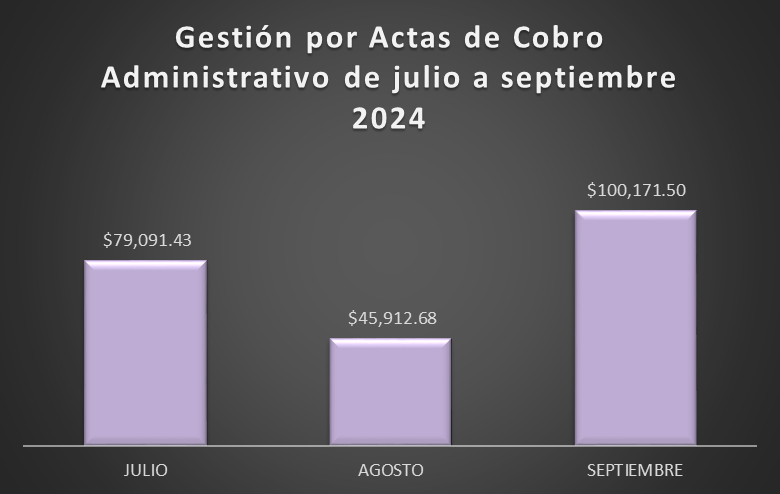 Gestión por Actas de Cobro
Administrativo de julio a septiembre
2024
$100,171.50
$79,091.43
$45,912.68
JULIO
AGOSTO
SEPTIEMBRE